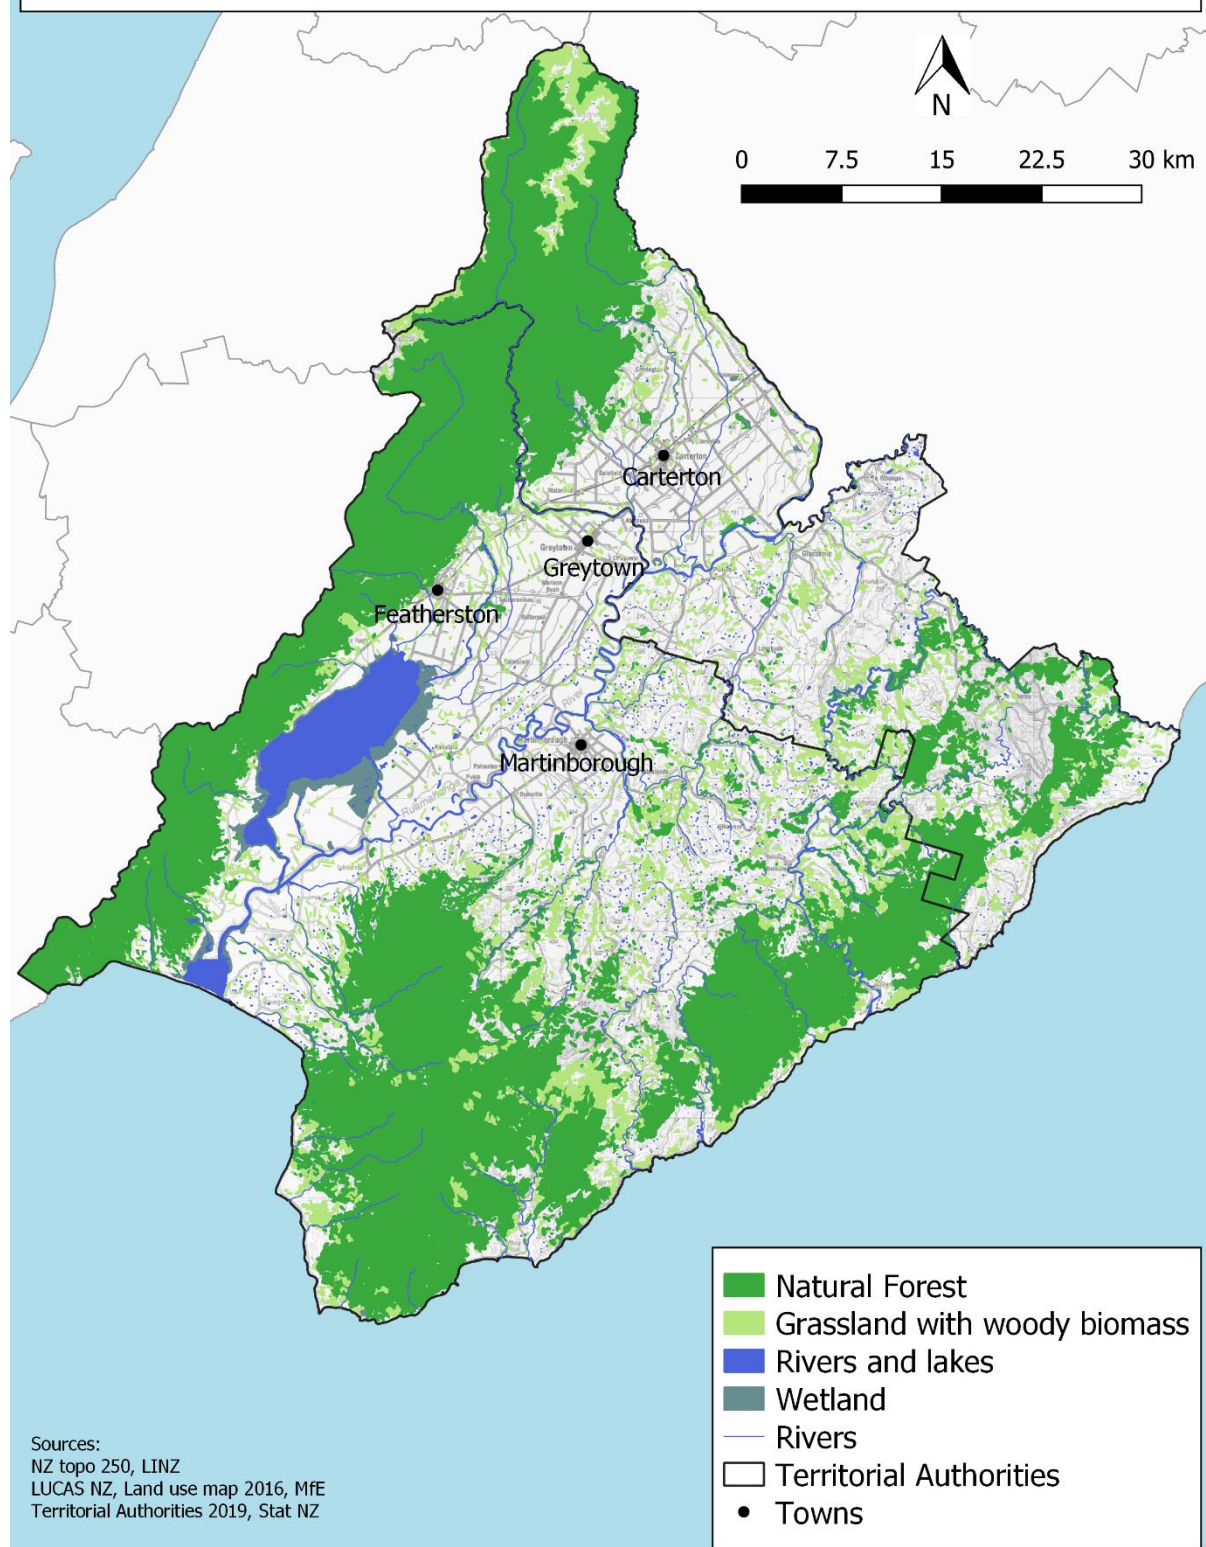 N
0 7.5 15 22.5 30 km
Carterton
Carterton
Greytown
Greytown
Featherston
Martinborough
Natural Forest
Grassland with woody biomass
Rivers and lakes
Wetland
Rivers
Territorial Authorities
Towns
Sources:
NZ topo 250, LINZ
LUCAS NZ, Land use map 2016, MfE
Territorial Authorities 2019, Stat NZ